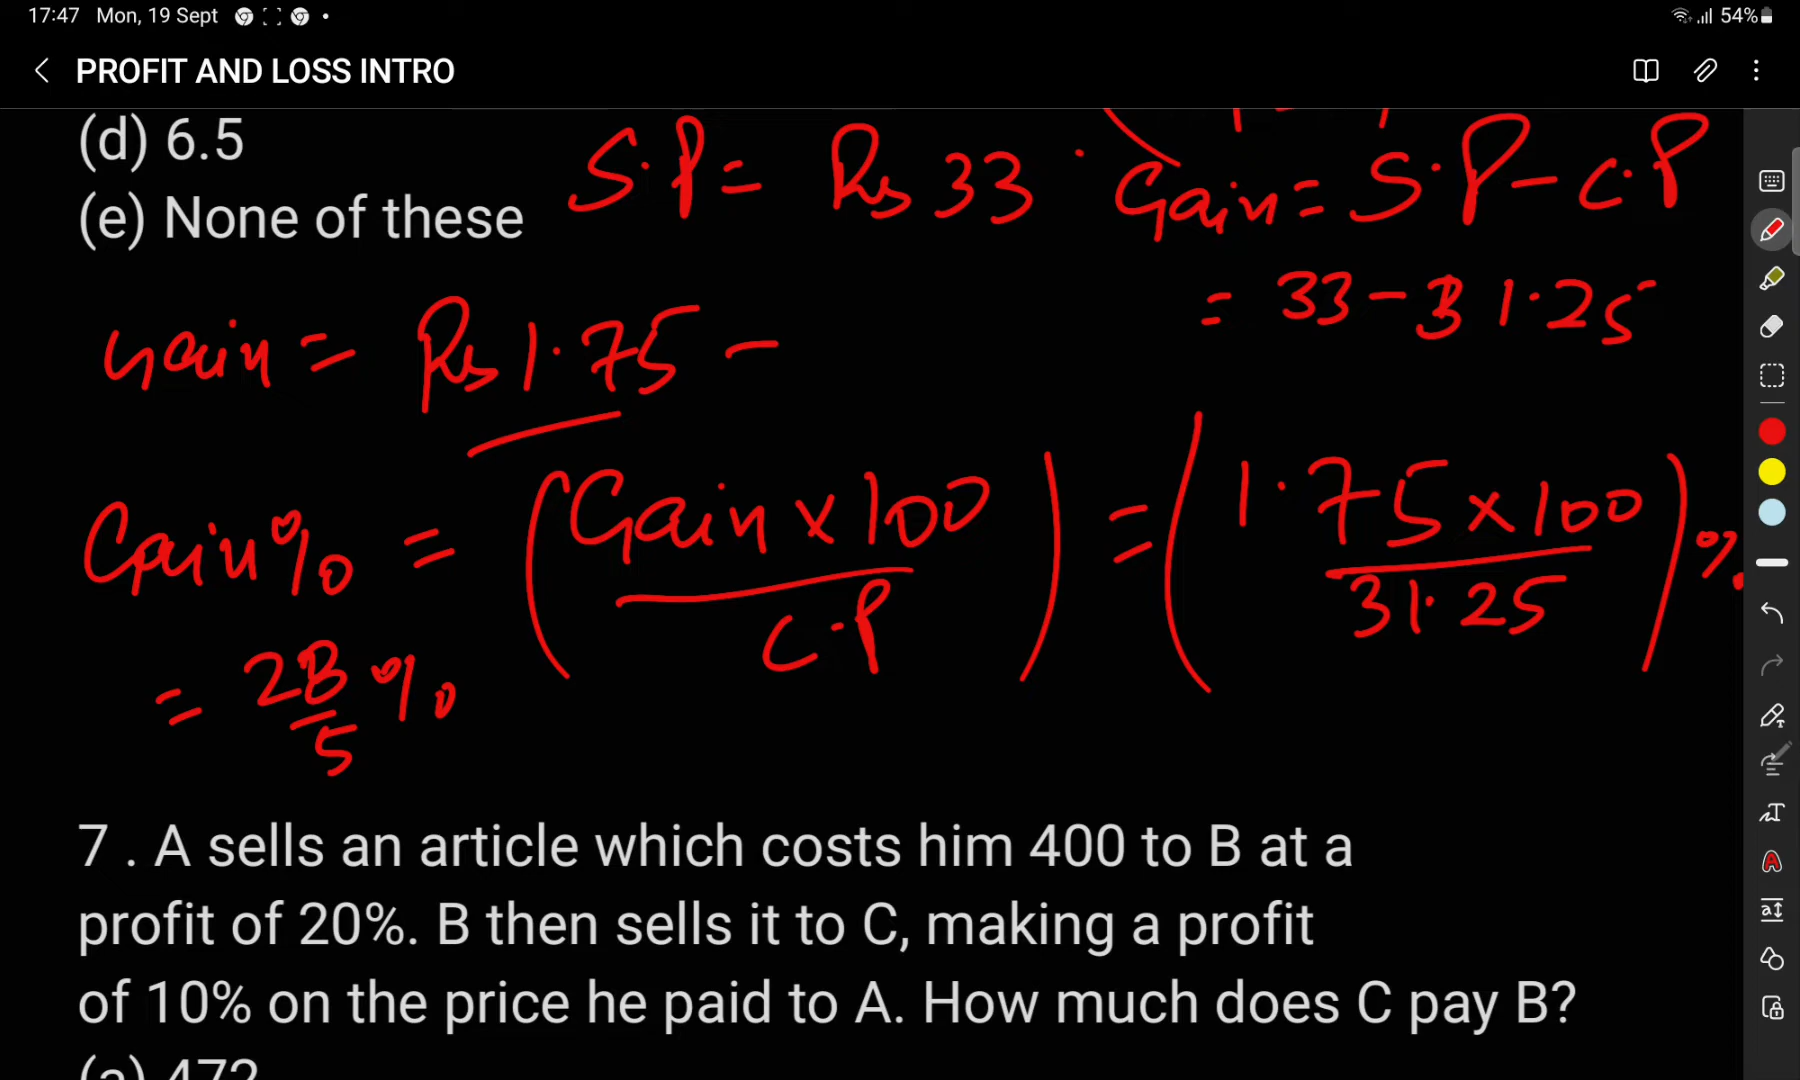 17:47 Mon, 19 Sept 54%
PROFIT AND LOSS INTRO
(d) 6.5
S.P = Rs 33 Gain = S.P - C.P
(e) None of these
= 33 - 31.25
Gain = Rs 1.75 -
Gain % = (Gain x 100 / C.P) = (1.75 x 100 / 31.25) %
= 28/5 %
7 . A sells an article which costs him 400 to B at a
profit of 20%. B then sells it to C, making a profit
of 10% on the price he paid to A. How much does C pay B?
(a) 472